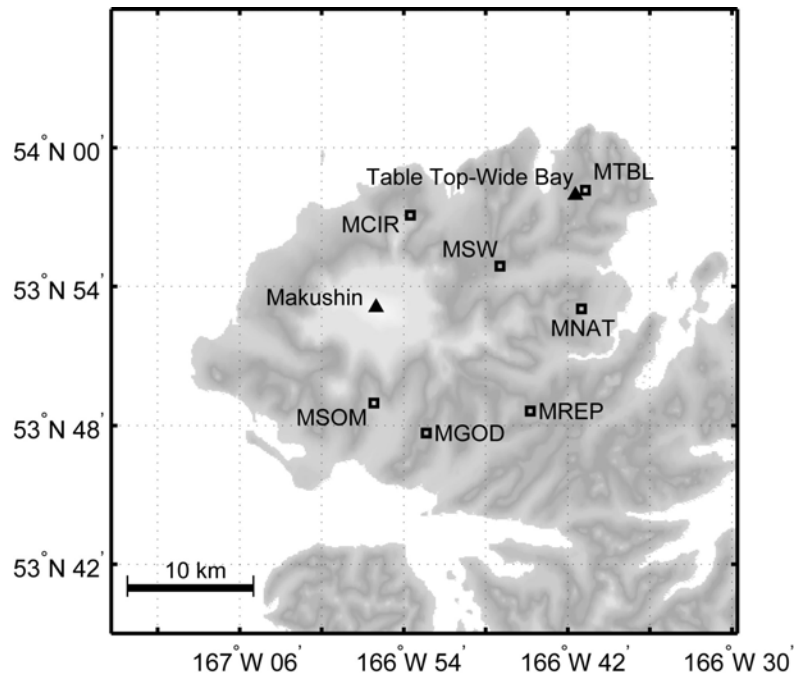 54°N 00'
Table Top-Wide Bay
MTBL
MCIR
MSW
53°N 54'
Makushin
MNAT
MSOM
MREP
53°N 48'
MGOD
53°N 42'
10 km
167°W 06'
166°W 54'
166°W 42'
166°W 30'